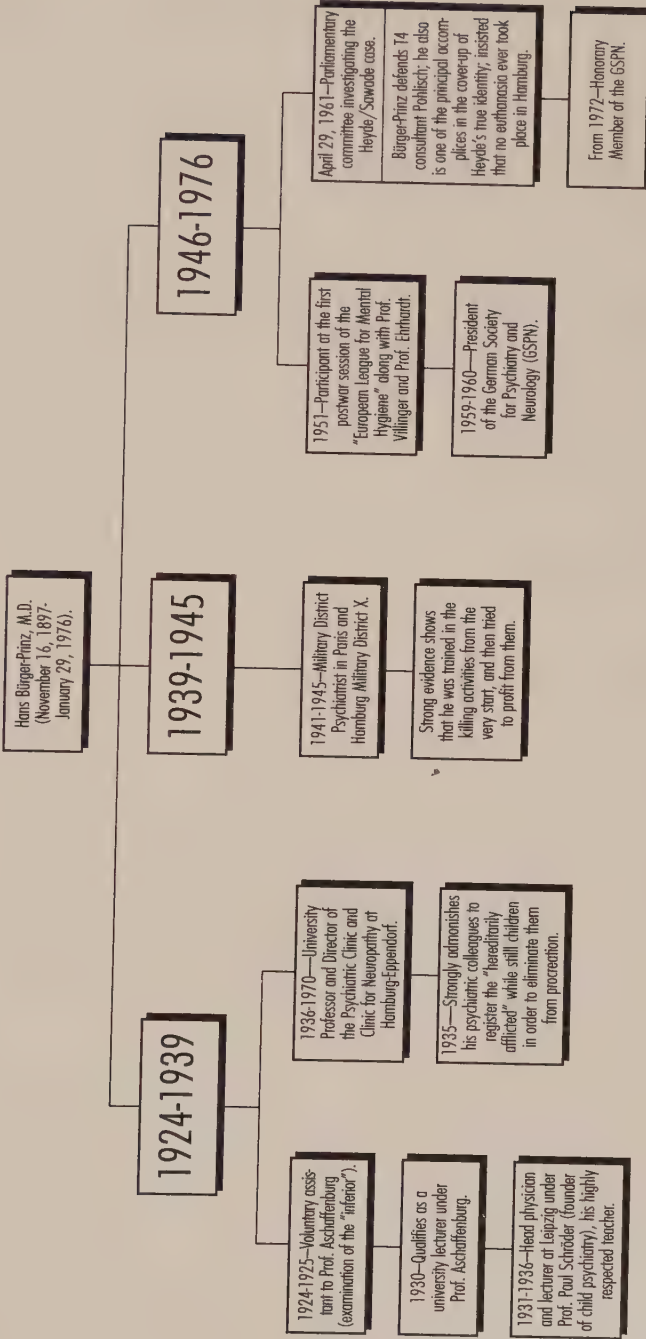 Hans Bürger-Prinz, M.D.
(November 16, 1897-
January 29, 1976).
1924-1939
1924-1925—Voluntary assis-
tant to Prof. Aschaffenburg
(examination of the "inferior").
1930—Qualifies as a
university lecturer under
Prof. Aschaffenburg.
1931-1936—Head physician
and lecturer at Leipzig under
Prof. Paul Schröder (founder
of child psychiatry), his highly
respected teacher.
1936-1970—University
Professor and Director of
the Psychiatric Clinic and
Clinic for Neuropathy at
Hamburg-Eppendorf.
1935—Strongly admonishes
his psychiatric colleagues to
register the "hereditarily
afflicted" while still children
in order to eliminate them
from procreation.
1939-1945
1941-1945—Military District
Psychiatrist in Paris and
Hamburg Military District X.
Strong evidence shows
that he was trained in the
killing activities from the
very start, and then tried
to profit from them.
1946-1976
1951—Participant at the first
postwar session of the
"European League for Mental
Hygiene" along with Prof.
Villinger and Prof. Ehrhardt.
1959-1960—President
of the German Society
for Psychiatry and
Neurology (GSPN).
April 29, 1961—Parliamentary
committee investigating the
Heyde/Sawade case.
Bürger-Prinz defends T4
consultant Pohlisch; he also
is one of the principal accom-
plices in the cover-up of
Heyde's true identity; insisted
that no euthanasia ever took
place in Hamburg.
From 1972—Honorary
Member of the GSPN.